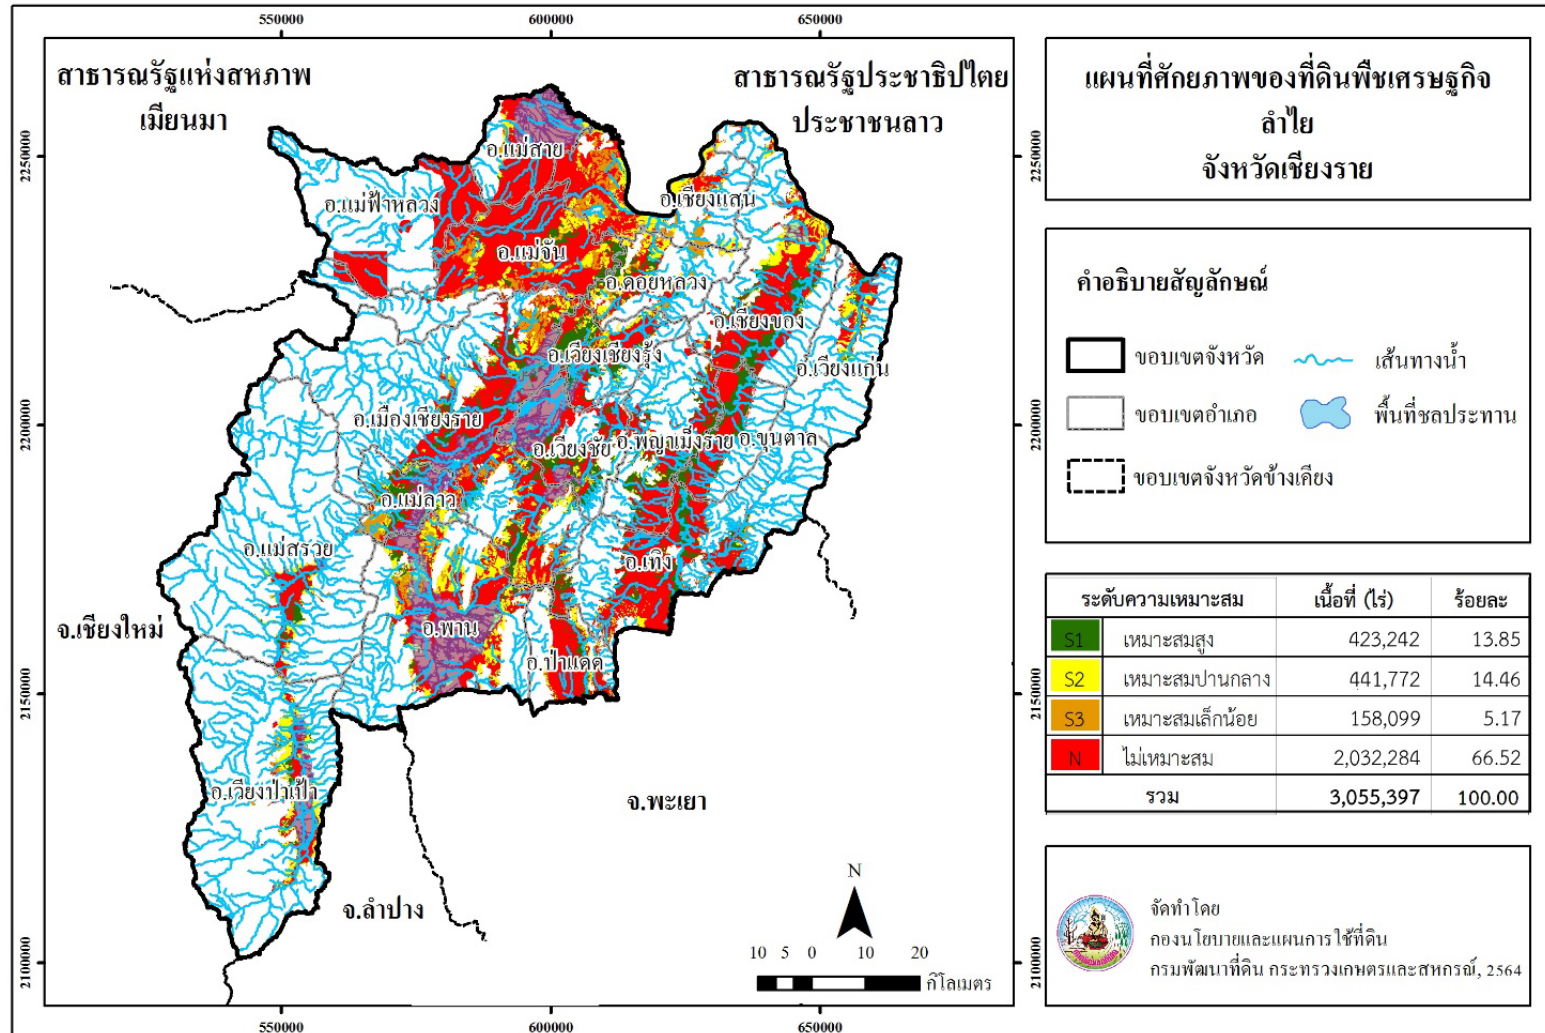 550000 600000 650000
สาธารณรัฐแห่งสหภาพ
เมียนมา
สาธารณรัฐประชาธิปไตย
ประชาชนลาว
แผนที่ศักยภาพของที่ดินพืชเศรษฐกิจ
ลำไย
จังหวัดเชียงราย
2250000
2250000
2200000
2200000
2150000
2150000
2100000
2100000
อ.แม่สาย
อ.เชียงแสน
อ.แม่ฟ้าหลวง
อ.แม่จัน
อ.ดอยหลวง
อ.เชียงของ
อ.เวียงเชียงรุ้ง
อ.เวียงแก่น
อ.เมืองเชียงราย
อ.เวียงชัย
อ.พญาเม็งราย
อ.ขุนตาล
อ.แม่ลาว
อ.แม่สรวย
อ.เทิง
อ.พาน
อ.ป่าแดด
อ.เวียงป่าเป้า
จ.เชียงใหม่
จ.พะเยา
จ.ลำปาง
N
10 5 0 10 20
กิโลเมตร
550000 600000 650000
คำอธิบายสัญลักษณ์
ขอบเขตจังหวัด เส้นทางน้ำ
ขอบเขตอำเภอ พื้นที่ชลประทาน
ขอบเขตจังหวัดข้างเคียง
ระดับความเหมาะสม เนื้อที่ (ไร่) ร้อยละ
S1 เหมาะสมสูง 423,242 13.85
S2 เหมาะสมปานกลาง 441,772 14.46
S3 เหมาะสมเล็กน้อย 158,099 5.17
N ไม่เหมาะสม 2,032,284 66.52
รวม 3,055,397 100.00
จัดทำโดย
กองนโยบายและแผนการใช้ที่ดิน
กรมพัฒนาที่ดิน กระทรวงเกษตรและสหกรณ์, 2564